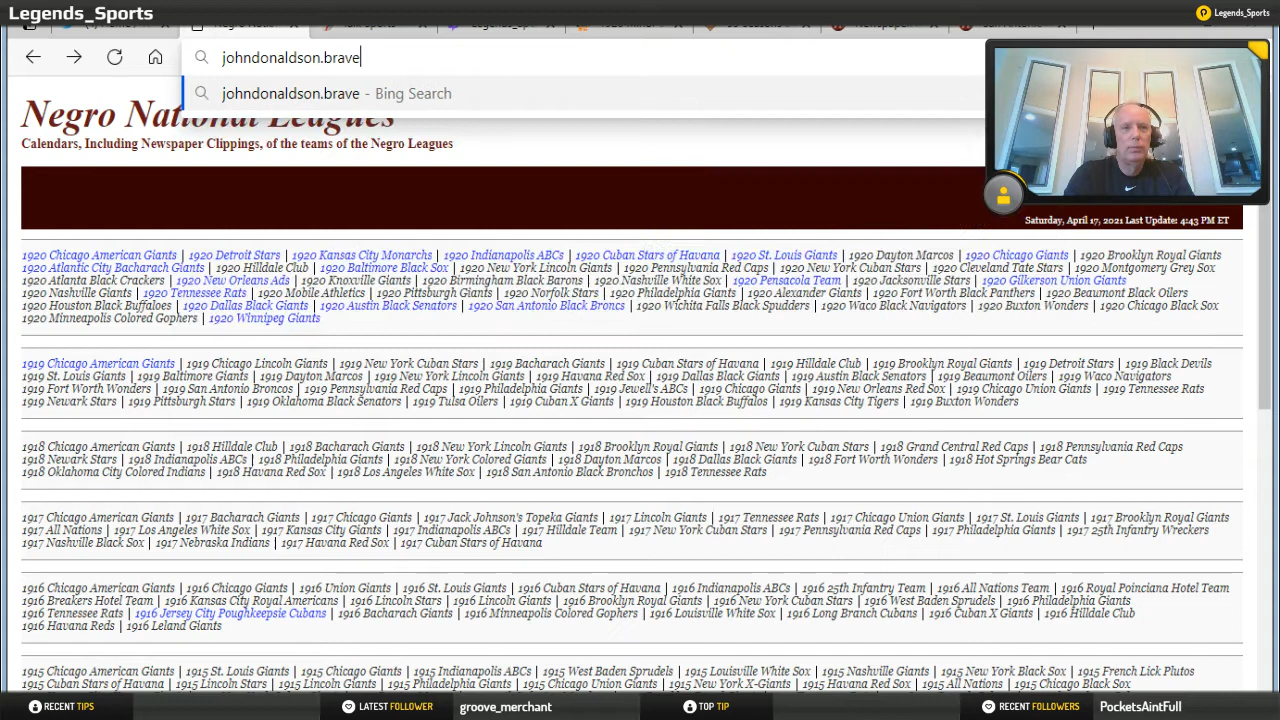 Legends_Sports
Legends_Sports
johndonaldson.brave
johndonaldson.brave - Bing Search
Negro National Leagues
Calendars, Including Newspaper Clippings, of the teams of the Negro Leagues
Saturday, April 17, 2021 Last Update: 4:43 PM ET
1920 Chicago American Giants | 1920 Detroit Stars | 1920 Kansas City Monarchs | 1920 Indianapolis ABCs | 1920 Cuban Stars of Havana | 1920 St. Louis Giants | 1920 Dayton Marcos | 1920 Chicago Giants | 1920 Brooklyn Royal Giants
1920 Atlantic City Bacharach Giants | 1920 Hilldale Club | 1920 Baltimore Black Sox | 1920 New York Lincoln Giants | 1920 Pennsylvania Red Caps | 1920 New York Cuban Stars | 1920 Cleveland Tate Stars | 1920 Montgomery Grey Sox
1920 Atlanta Black Crackers | 1920 New Orleans Ads | 1920 Knoxville Giants | 1920 Birmingham Black Barons | 1920 Nashville White Sox | 1920 Pensacola Team | 1920 Jacksonville Stars | 1920 Gilkerson Union Giants
1920 Nashville Giants | 1920 Tennessee Rats | 1920 Mobile Athletics | 1920 Pittsburgh Giants | 1920 Norfolk Stars | 1920 Philadelphia Giants | 1920 Alexander Giants | 1920 Fort Worth Black Panthers | 1920 Beaumont Black Oilers
1920 Houston Black Buffaloes | 1920 Dallas Black Giants | 1920 Austin Black Senators | 1920 San Antonio Black Broncs | 1920 Wichita Falls Black Spudders | 1920 Waco Black Navigators | 1920 Buxton Wonders | 1920 Chicago Black Sox
1920 Minneapolis Colored Gophers | 1920 Winnipeg Giants
1919 Chicago American Giants | 1919 Chicago Lincoln Giants | 1919 New York Cuban Stars | 1919 Bacharach Giants | 1919 Cuban Stars of Havana | 1919 Hilldale Club | 1919 Brooklyn Royal Giants | 1919 Detroit Stars | 1919 Black Devils
1919 St. Louis Giants | 1919 Baltimore Giants | 1919 Dayton Marcos | 1919 New York Lincoln Giants | 1919 Havana Red Sox | 1919 Dallas Black Giants | 1919 Austin Black Senators | 1919 Beaumont Oilers | 1919 Waco Navigators
1919 Fort Worth Wonders | 1919 San Antonio Broncos | 1919 Pennsylvania Red Caps | 1919 Philadelphia Giants | 1919 Jewell's ABCs | 1919 Chicago Giants | 1919 New Orleans Red Sox | 1919 Chicago Union Giants | 1919 Tennessee Rats
1919 Newark Stars | 1919 Pittsburgh Stars | 1919 Oklahoma Black Senators | 1919 Tulsa Oilers | 1919 Cuban X Giants | 1919 Houston Black Buffalos | 1919 Kansas City Tigers | 1919 Buxton Wonders
1918 Chicago American Giants | 1918 Hilldale Club | 1918 Bacharach Giants | 1918 New York Lincoln Giants | 1918 Brooklyn Royal Giants | 1918 New York Cuban Stars | 1918 Grand Central Red Caps | 1918 Pennsylvania Red Caps
1918 Newark Stars | 1918 Indianapolis ABCs | 1918 Philadelphia Giants | 1918 New York Colored Giants | 1918 Dayton Marcos | 1918 Dallas Black Giants | 1918 Fort Worth Wonders | 1918 Hot Springs Bear Cats
1918 Oklahoma City Colored Indians | 1918 Havana Red Sox | 1918 Los Angeles White Sox | 1918 San Antonio Black Bronchos | 1918 Tennessee Rats
1917 Chicago American Giants | 1917 Bacharach Giants | 1917 Chicago Giants | 1917 Jack Johnson's Topeka Giants | 1917 Lincoln Giants | 1917 Tennessee Rats | 1917 Chicago Union Giants | 1917 St. Louis Giants | 1917 Brooklyn Royal Giants
1917 All Nations | 1917 Los Angeles White Sox | 1917 Kansas Giants | 1917 Indianapolis ABCs | 1917 Hilldale Team | 1917 New York Cuban Stars | 1917 Pennsylvania Red Caps | 1917 Philadelphia Giants | 1917 25th Infantry Wreckers
1917 Nashville Black Sox | 1917 Nebraska Indians | 1917 Havana Red Sox | 1917 Cuban Stars of Havana
1916 Chicago American Giants | 1916 Chicago Giants | 1916 Union Giants | 1916 St. Louis Giants | 1916 Cuban Stars of Havana | 1916 Indianapolis ABCs | 1916 25th Infantry Team | 1916 All Nations Team | 1916 Royal Poinciana Hotel Team
1916 Breakers Hotel Team | 1916 Kansas City Royal Americans | 1916 Lincoln Stars | 1916 Lincoln Giants | 1916 Brooklyn Royal Giants | 1916 New York Cuban Stars | 1916 West Baden Sprudels | 1916 Philadelphia Giants
1916 Tennessee Rats | 1916 Jersey City Poughkeepsie Cubans | 1916 Bacharach Giants | 1916 Minneapolis Colored Gophers | 1916 Louisville White Sox | 1916 Long Branch Cubans | 1916 Cuban X Giants | 1916 Hilldale Club
1916 Havana Reds | 1916 Leland Giants
1915 Chicago American Giants | 1915 St. Louis Giants | 1915 Chicago Giants | 1915 Indianapolis ABCs | 1915 West Baden Sprudels | 1915 Louisville White Sox | 1915 Nashville Giants | 1915 New York Black Sox | 1915 French Lick Plutos
1915 Cuban Stars of Havana | 1915 Lincoln Stars | 1915 Lincoln Giants | 1915 Philadelphia Giants | 1915 Chicago Union Giants | 1915 New York X-Giants | 1915 Havana Red Sox | 1915 All Nations | 1915 Chicago Black Sox
RECENT TIPS
LATEST FOLLOWER groove_merchant
TOP TIP
RECENT FOLLOWERS PocketsAintFull